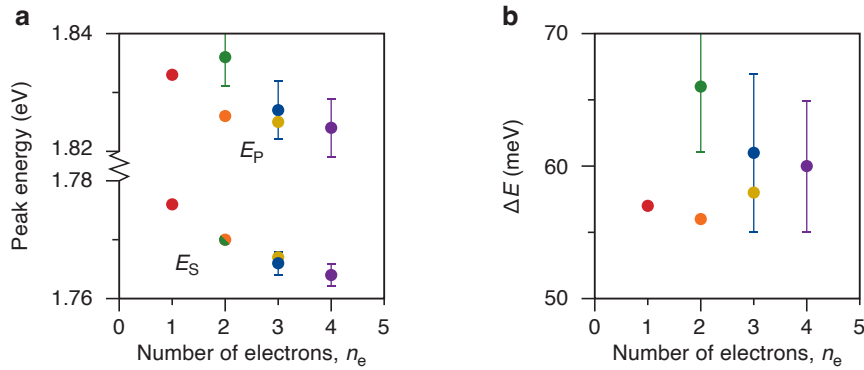 a
1.84
1.82
1.78
1.76
Peak energy (eV)
E_P
E_S
0 1 2 3 4 5
Number of electrons, n_e
b
70
60
50
ΔE (meV)
0 1 2 3 4 5
Number of electrons, n_e